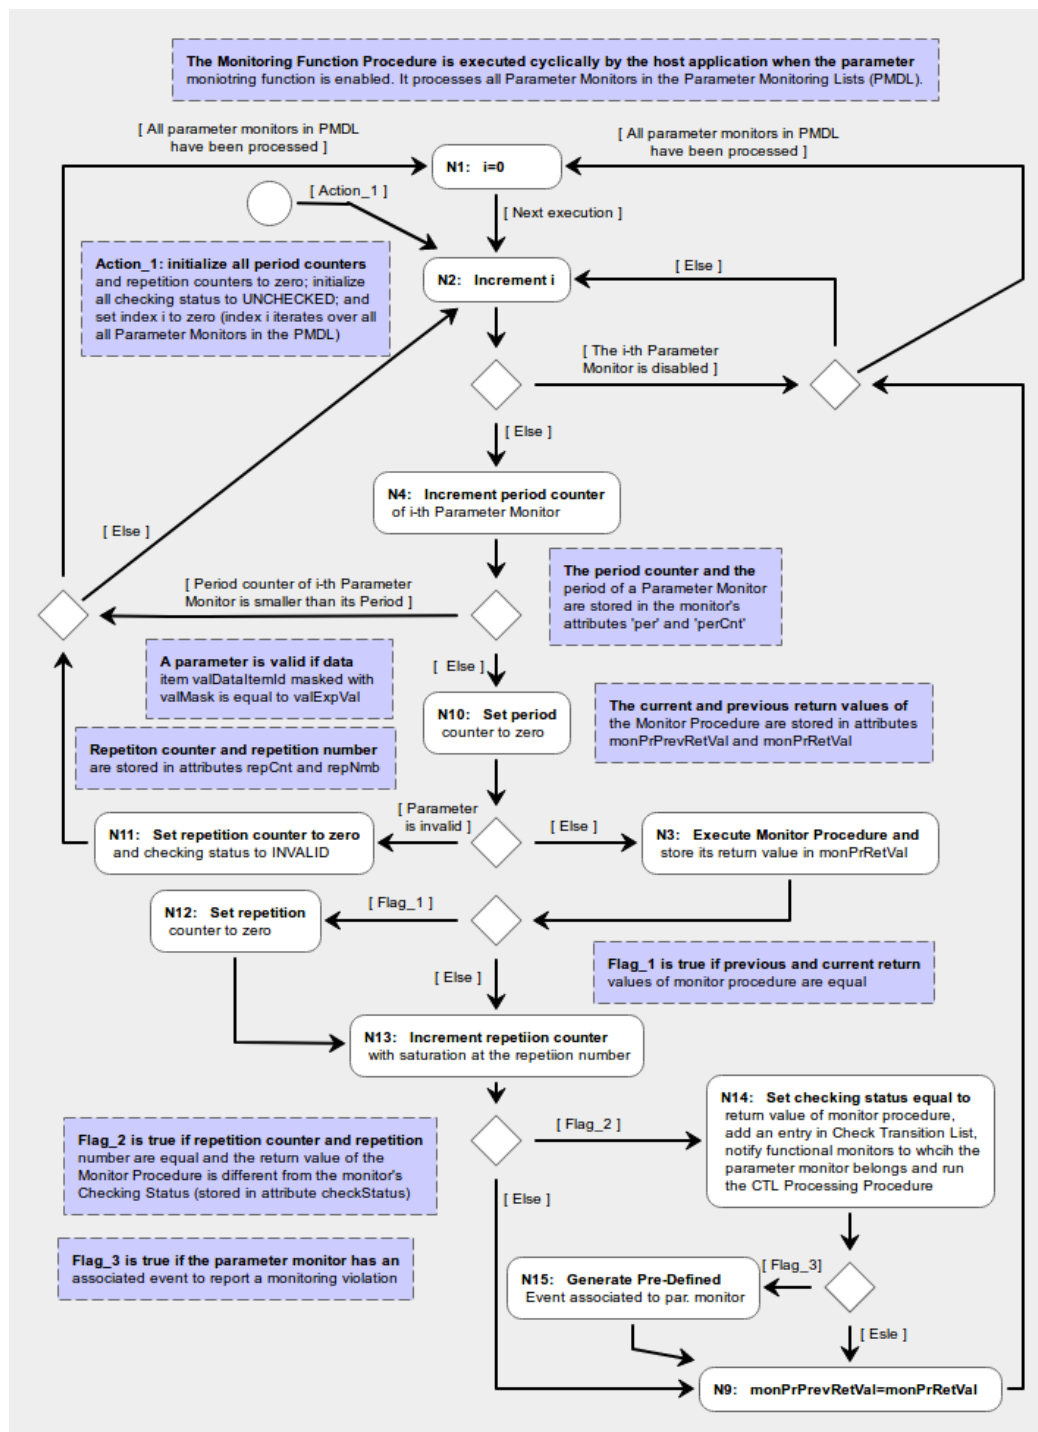 The Monitoring Function Procedure is executed cyclically by the host application when the parameter
moniotring function is enabled. It processes all Parameter Monitors in the Parameter Monitoring Lists (PMDL).
[ All parameter monitors in PMDL
have been processed ]
[ All parameter monitors in PMDL
have been processed ]
N1: i=0
[ Action_1 ]
[ Next execution ]
Action_1: initialize all period counters
and repetition counters to zero; initialize
all checking status to UNCHECKED; and
set index i to zero (index i iterates over all
all Parameter Monitors in the PMDL)
N2: Increment i
[ Else ]
[ The i-th Parameter
Monitor is disabled ]
[ Else ]
N4: Increment period counter
of i-th Parameter Monitor
[ Else ]
[ Period counter of i-th Parameter
Monitor is smaller than its Period ]
The period counter and the
period of a Parameter Monitor
are stored in the monitor's
attributes 'per' and 'perCnt'
A parameter is valid if data
item valDataItemId masked with
valMask is equal to valExpVal
[ Else ]
N10: Set period
counter to zero
The current and previous return values of
the Monitor Procedure are stored in attributes
monPrPrevRetVal and monPrRetVal
Repetiton counter and repetition number
are stored in attributes repCnt and repNmb
[ Parameter
is invalid ]
[ Else ]
N11: Set repetition counter to zero
and checking status to INVALID
N3: Execute Monitor Procedure and
store its return value in monPrRetVal
N12: Set repetition
counter to zero
[ Flag_1 ]
[ Else ]
Flag_1 is true if previous and current return
values of monitor procedure are equal
N13: Increment repetiion counter
with saturation at the repetiion number
Flag_2 is true if repetition counter and repetition
number are equal and the return value of the
Monitor Procedure is different from the monitor's
Checking Status (stored in attribute checkStatus)
[ Flag_2 ]
N14: Set checking status equal to
return value of monitor procedure,
add an entry in Check Transition List,
notify functional monitors to whcih the
parameter monitor belongs and run
the CTL Processing Procedure
[ Else ]
Flag_3 is true if the parameter monitor has an
associated event to report a monitoring violation
[ Flag_3]
N15: Generate Pre-Defined
Event associated to par. monitor
[ Esle ]
N9: monPrPrevRetVal=monPrRetVal